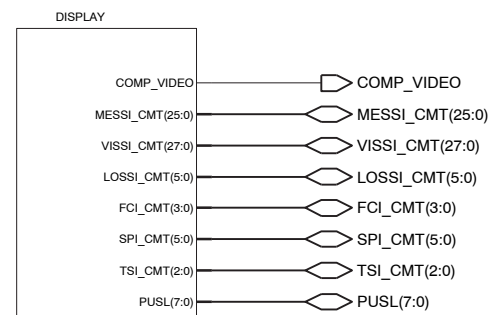 DISPLAY
COMP_VIDEO COMP_VIDEO
MESSI_CMT(25:0) MESSI_CMT(25:0)
VISSI_CMT(27:0) VISSI_CMT(27:0)
LOSSI_CMT(5:0) LOSSI_CMT(5:0)
FCI_CMT(3:0) FCI_CMT(3:0)
SPI_CMT(5:0) SPI_CMT(5:0)
TSI_CMT(2:0) TSI_CMT(2:0)
PUSL(7:0) PUSL(7:0)